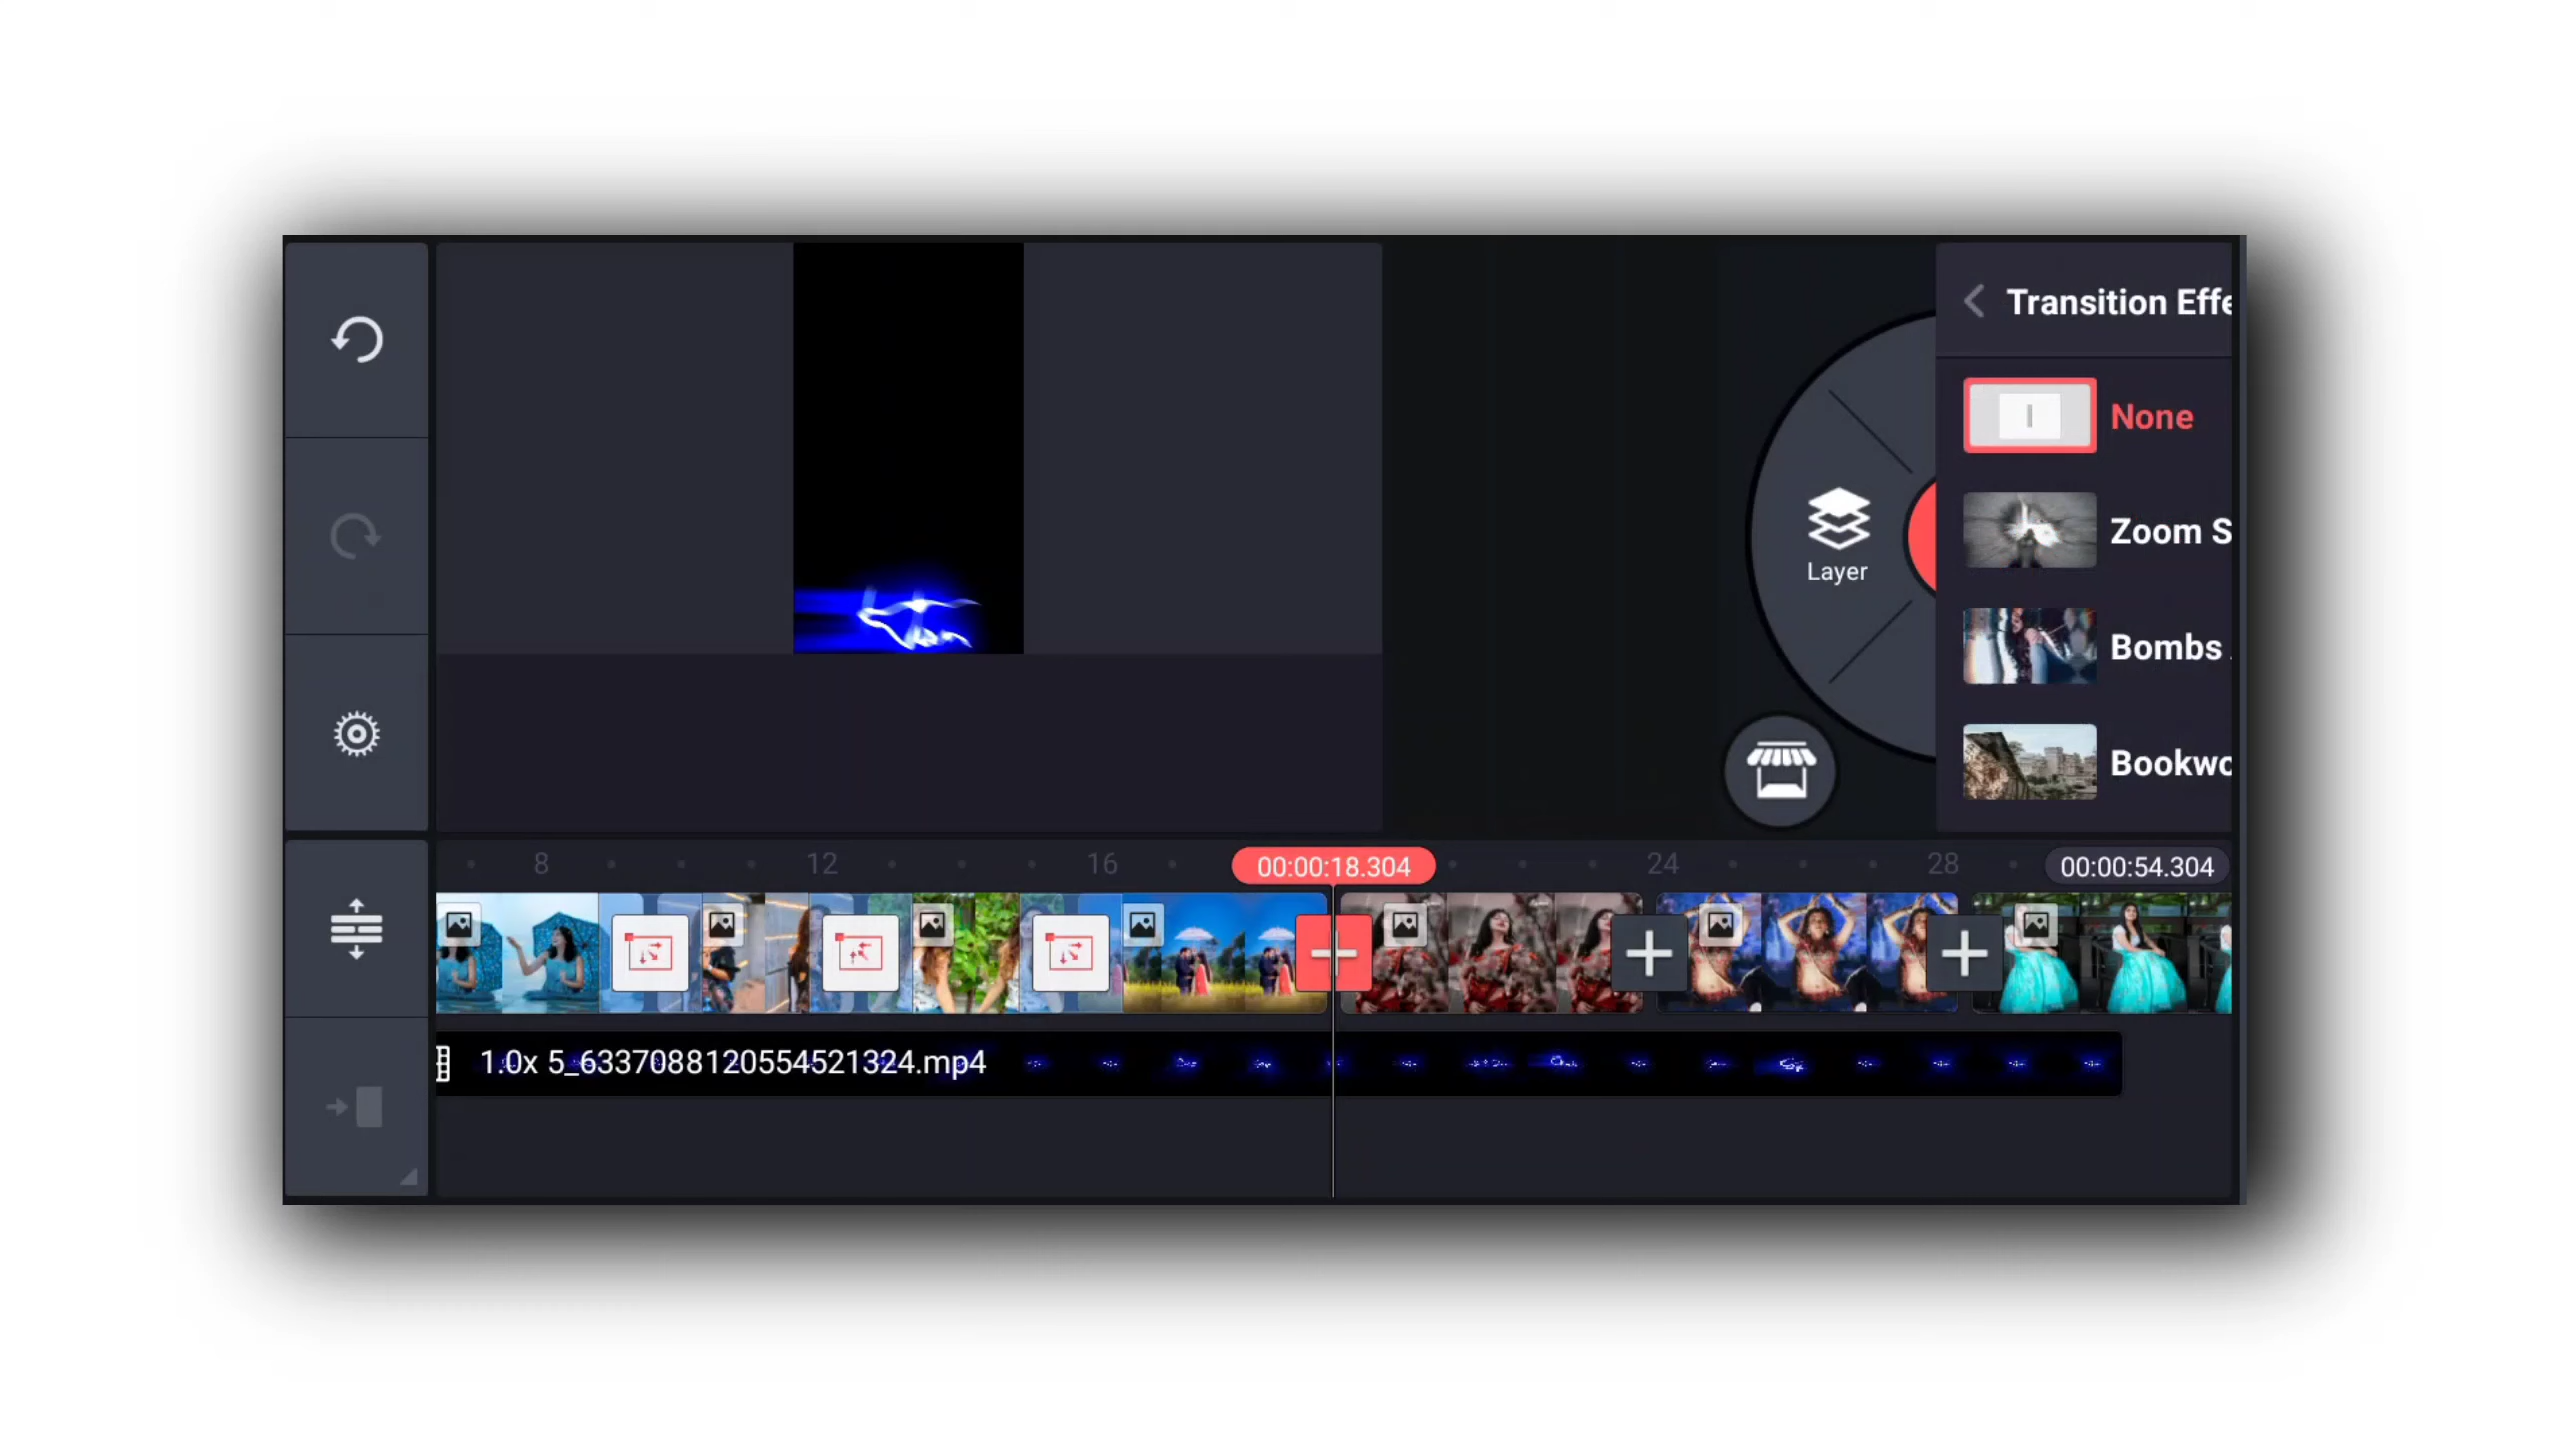 Transition Effe
None
Zoom S
Layer
Bombs
Bookwo
8
12
16
00:00:18.304
24
28
00:00:54.304
1.0x 5_6337088120554521324.mp4